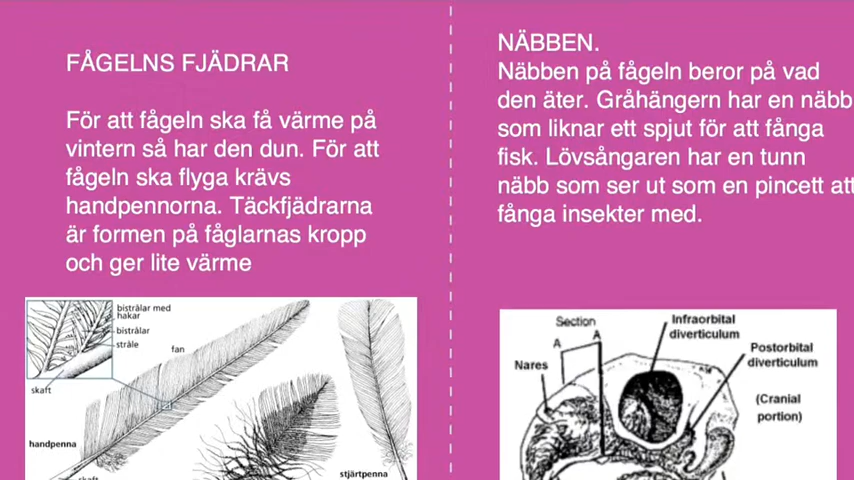 FÅGELNS FJÄDRAR
För att fågeln ska få värme på
vintern så har den dun. För att
fågeln ska flyga krävs
handpennorna. Täckfjädrarna
är formen på fåglarnas kropp
och ger lite värme
bistrålar med
hakar
bistrålar
stråle
fan
skaft
handpenna
skaft
stjärtpenna
NÄBBEN.
Näbben på fågeln beror på vad
den äter. Gråhängern har en näbb
som liknar ett spjut för att fånga
fisk. Lövsångaren har en tunn
näbb som ser ut som en pincett att
fånga insekter med.
Section
A
A
Infraorbital
diverticulum
Postorbital
diverticulum
Nares
(Cranial
portion)